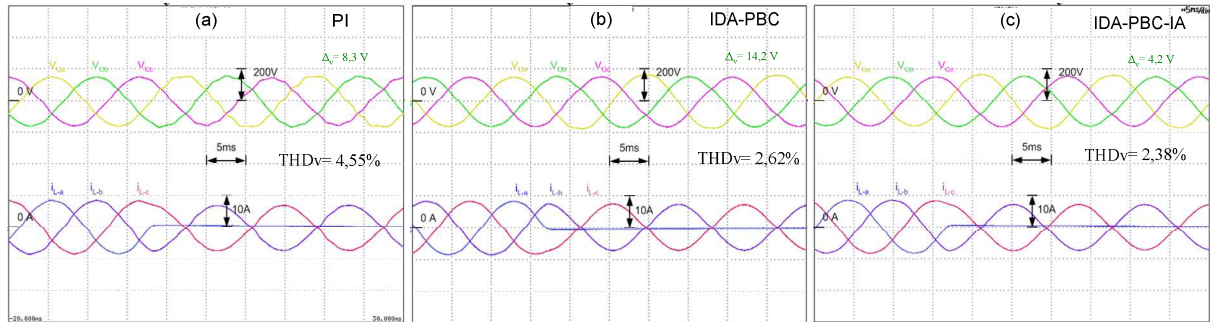 (a) PI
Δv= 8,3 V
VCa VCb VCc
200V
0 V
5ms
THDv= 4,55%
iL-a iL-b iL-c
10A
0 A
-20.000ms 30.000ms
(b) IDA-PBC
Δv= 14,2 V
VCa VCb VCc
200V
0 V
5ms
THDv= 2,62%
iL-a iL-b iL-c
10A
0 A
(c) IDA-PBC-IA
Δv= 4,2 V
VCa VCb VCc
200V
0 V
5ms
THDv= 2,38%
iL-a iL-b iL-c
10A
0 A